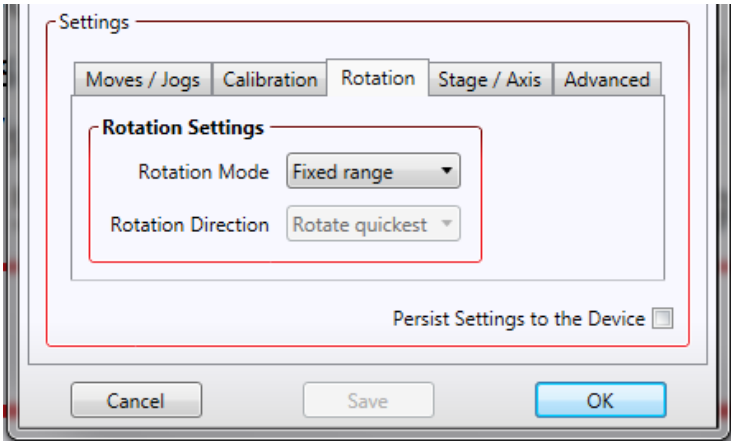 Settings
Moves / Jogs Calibration Rotation Stage / Axis Advanced
Rotation Settings
Rotation Mode Fixed range
Rotation Direction Rotate quickest
Persist Settings to the Device
Cancel Save OK